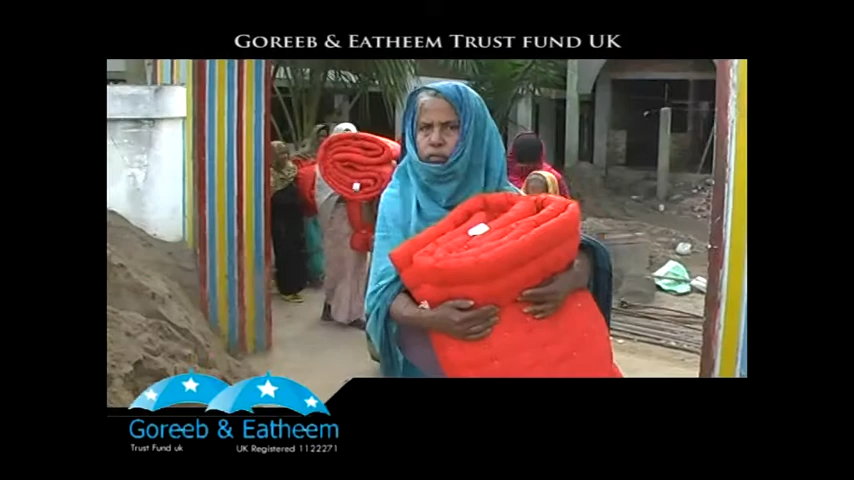 GOREEB & EATHEEM TRUST FUND UK
Goreeb & Eatheem
Trust Fund uk UK Registered 1122271